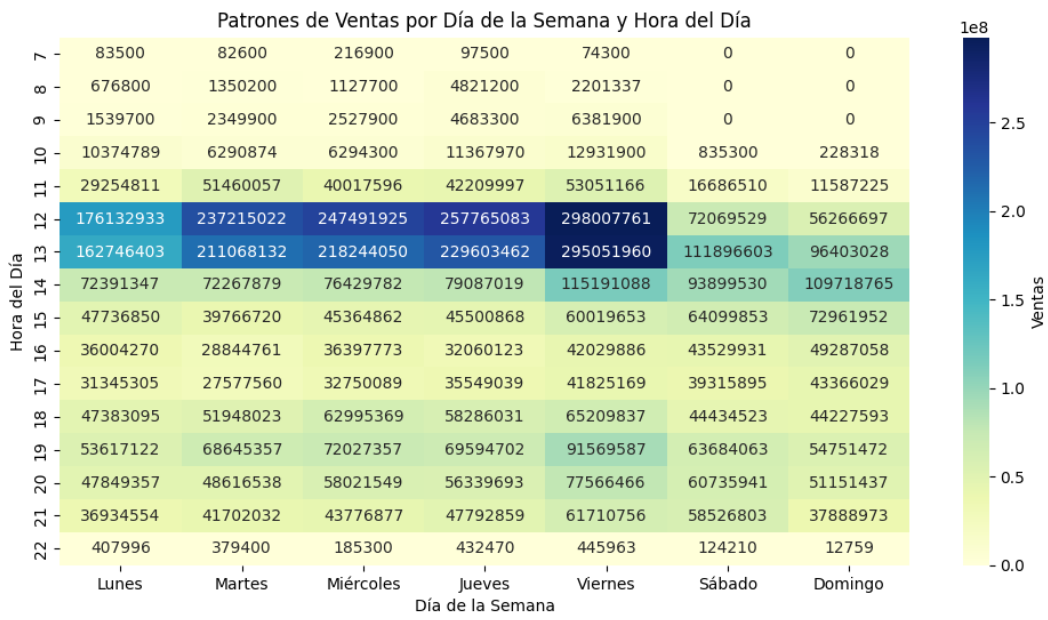 Patrones de Ventas por Día de la Semana y Hora del Día
1e8
7 83500 82600 216900 97500 74300 0 0
8 676800 1350200 1127700 4821200 2201337 0 0
9 1539700 2349900 2527900 4683300 6381900 0 0
2.5
10 10374789 6290874 6294300 11367970 12931900 835300 228318
11 29254811 51460057 40017596 42209997 53051166 16686510 11587225
12 176132933 237215022 247491925 257765083 298007761 72069529 56266697
2.0
13 162746403 211068132 218244050 229603462 295051960 111896603 96403028
14 72391347 72267879 76429782 79087019 115191088 93899530 109718765
1.5
Hora del Día
Ventas
15 47736850 39766720 45364862 45500868 60019653 64099853 72961952
16 36004270 28844761 36397773 32060123 42029886 43529931 49287058
17 31345305 27577560 32750089 35549039 41825169 39315895 43366029
1.0
18 47383095 51948023 62995369 58286031 65209837 44434523 44227593
19 53617122 68645357 72027357 69594702 91569587 63684063 54751472
20 47849357 48616538 58021549 56339693 77566466 60735941 51151437
0.5
21 36934554 41702032 43776877 47792859 61710756 58526803 37888973
22 407996 379400 185300 432470 445963 124210 12759
0.0
Lunes Martes Miércoles Jueves Viernes Sábado Domingo
Día de la Semana